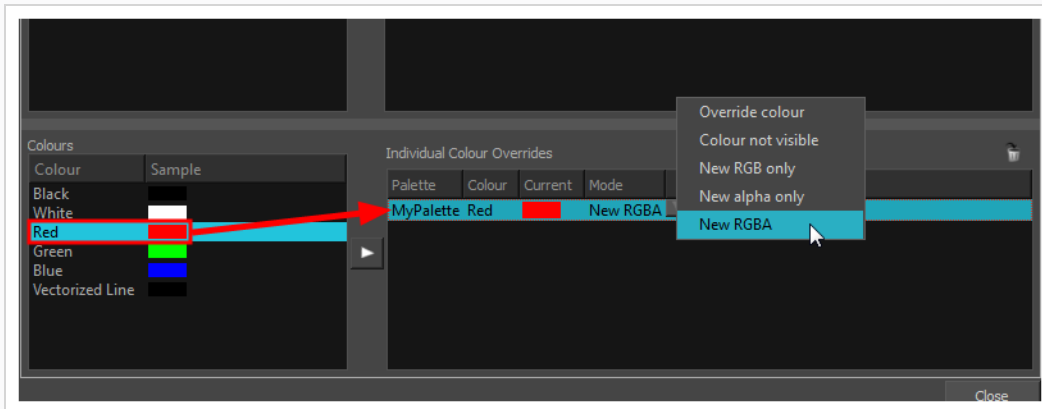 Colours
Colour Sample
Black
White
Red
Green
Blue
Vectorized Line
Individual Colour Overrides
Palette Colour Current Mode
MyPalette Red New RGBA
Override colour
Colour not visible
New RGB only
New alpha only
New RGBA
Close